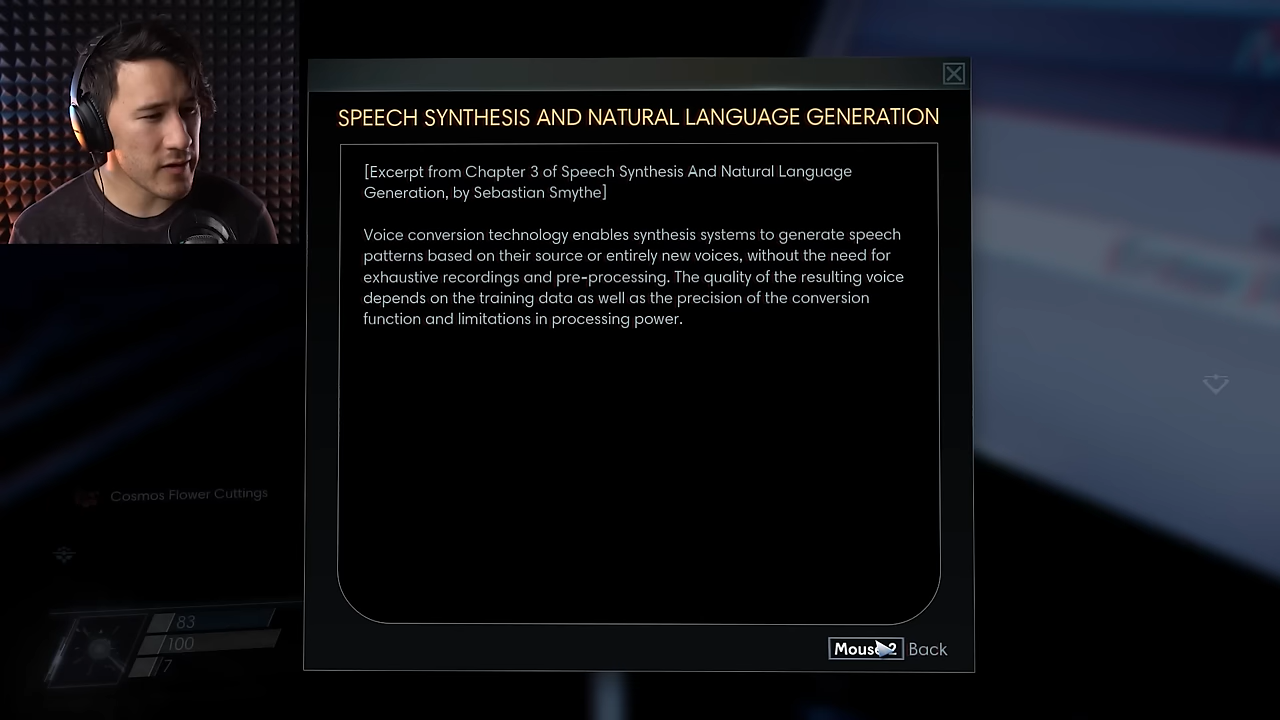 SPEECH SYNTHESIS AND NATURAL LANGUAGE GENERATION
[Excerpt from Chapter 3 of Speech Synthesis And Natural Language
Generation, by Sebastian Smythe]
Voice conversion technology enables synthesis systems to generate speech
patterns based on their source or entirely new voices, without the need for
exhaustive recordings and pre-processing. The quality of the resulting voice
depends on the training data as well as the precision of the conversion
function and limitations in processing power.
Cosmos Flower Cuttings
83
100
7
Mouse 2 Back